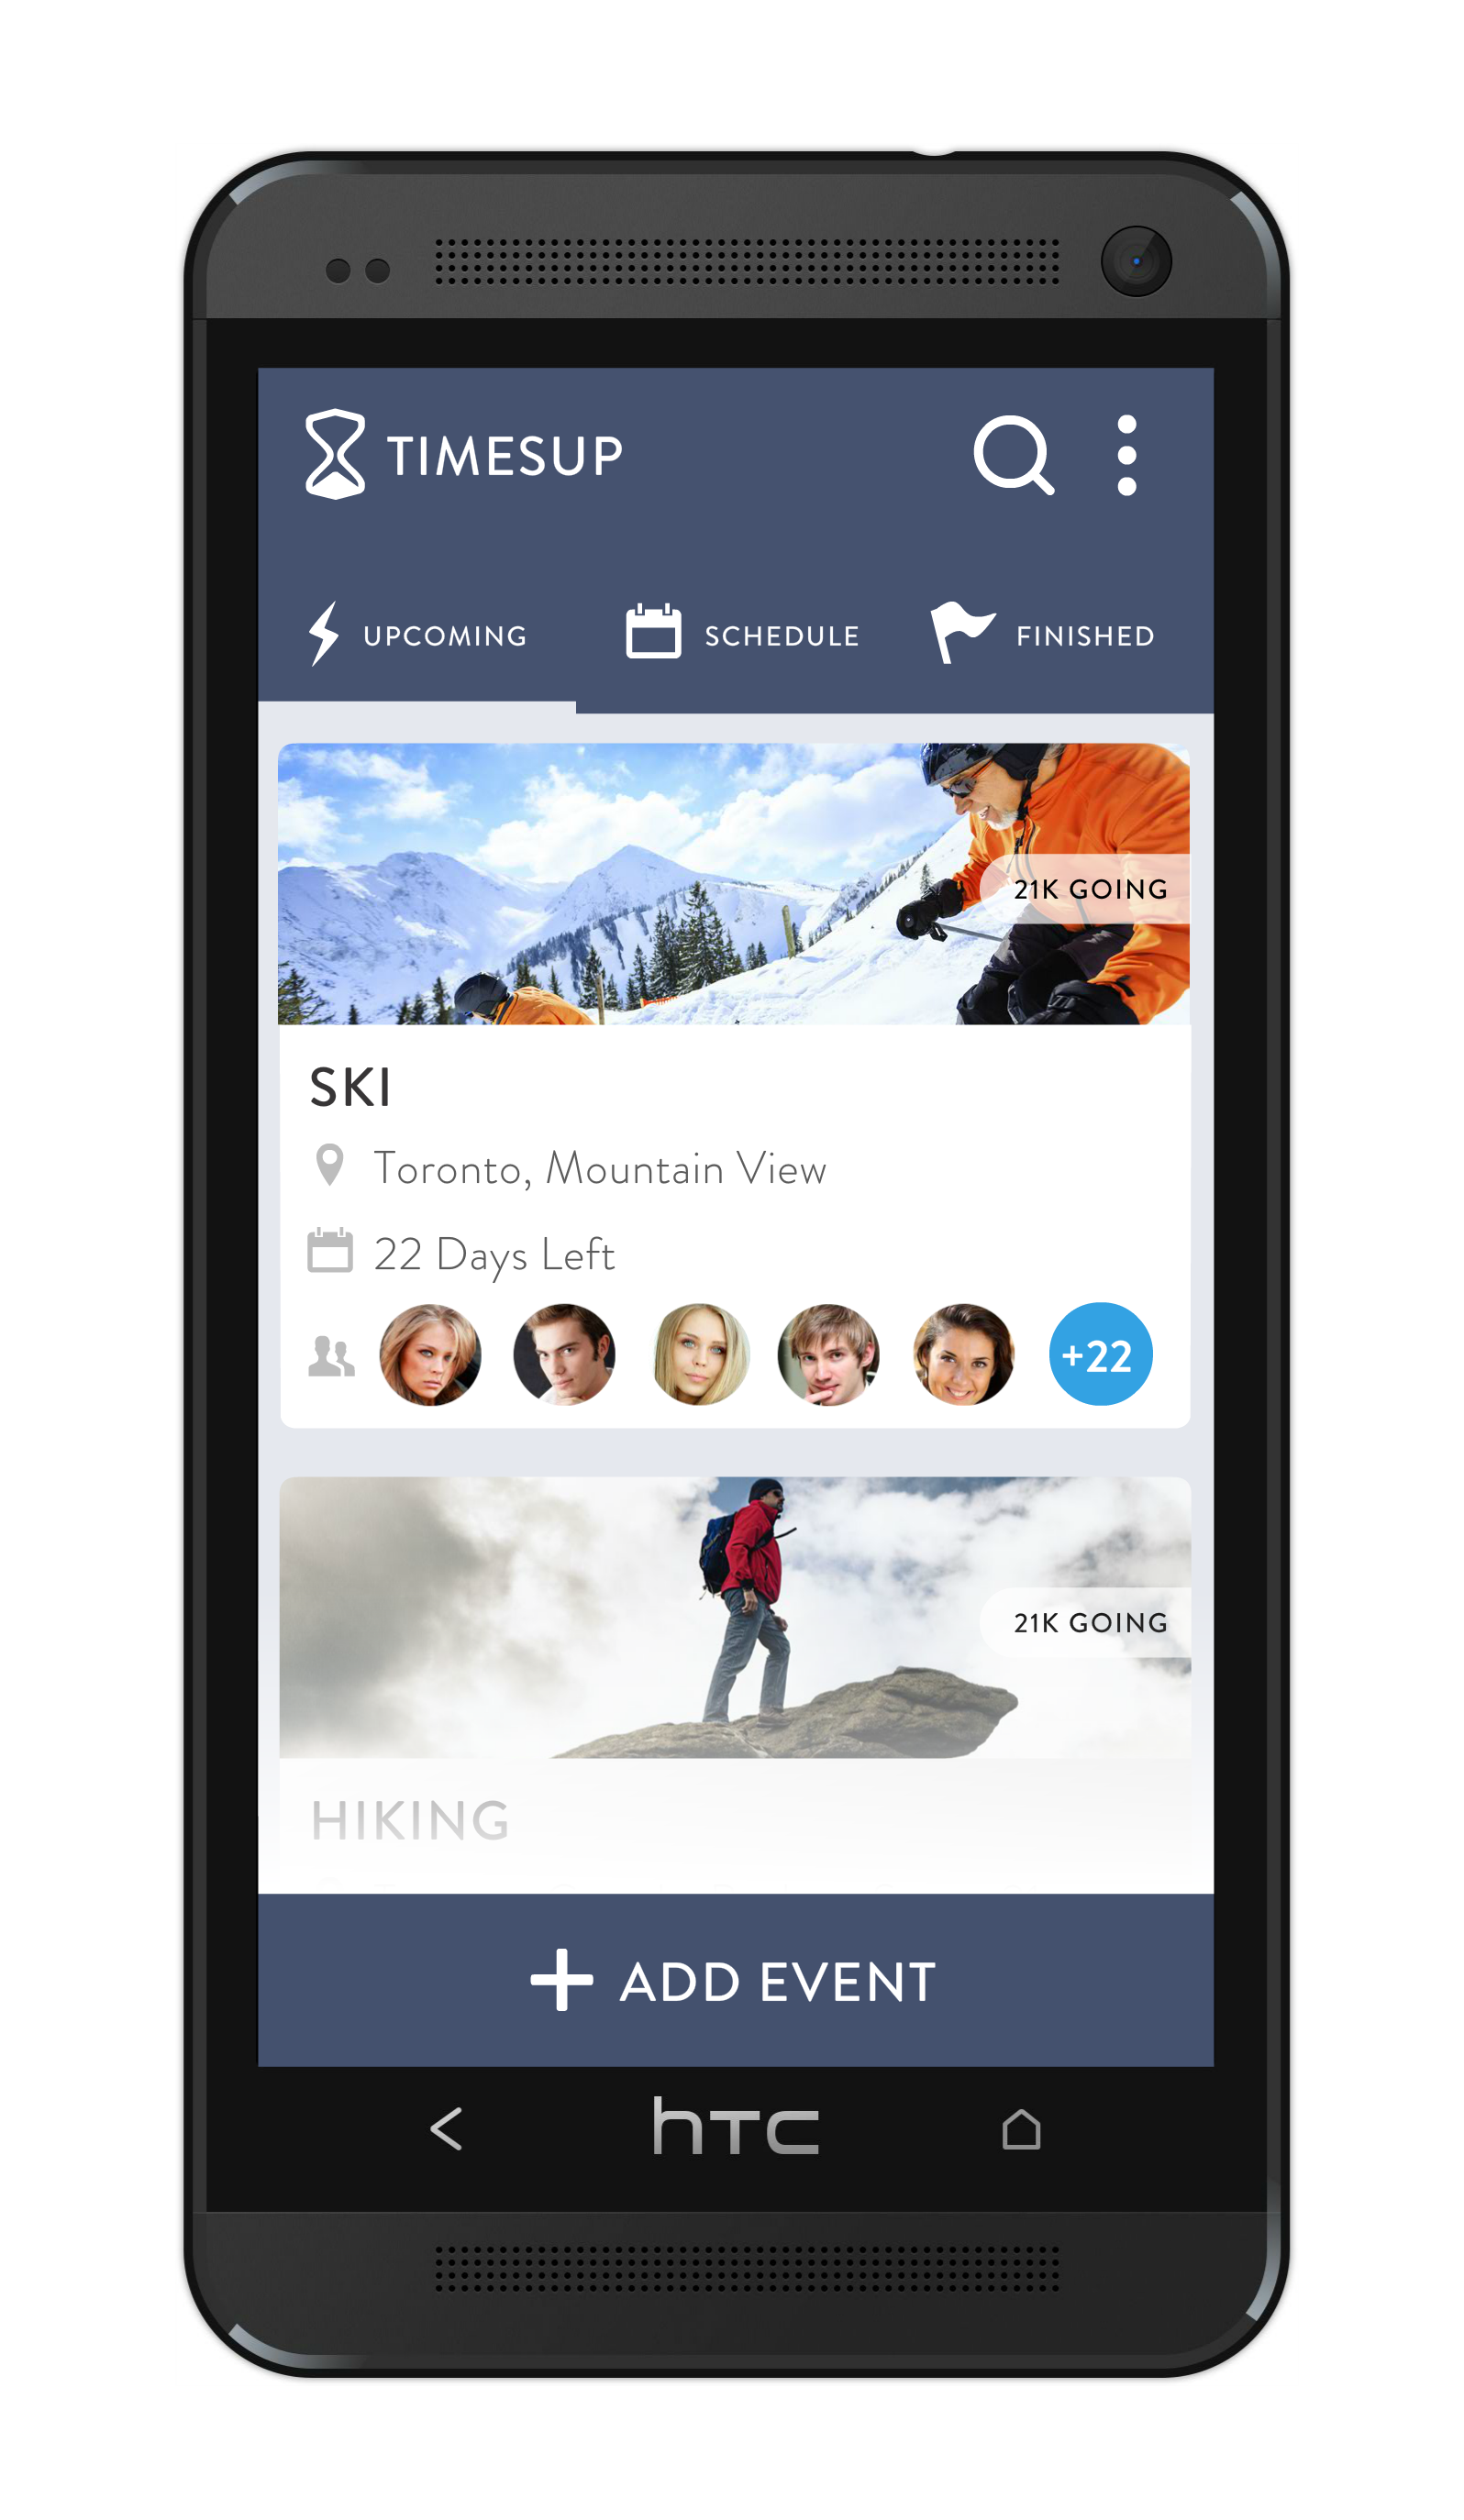 TIMESUP
UPCOMING SCHEDULE FINISHED
21K GOING
SKI
Toronto, Mountain View
22 Days Left
+22
21K GOING
HIKING
ADD EVENT
hTC